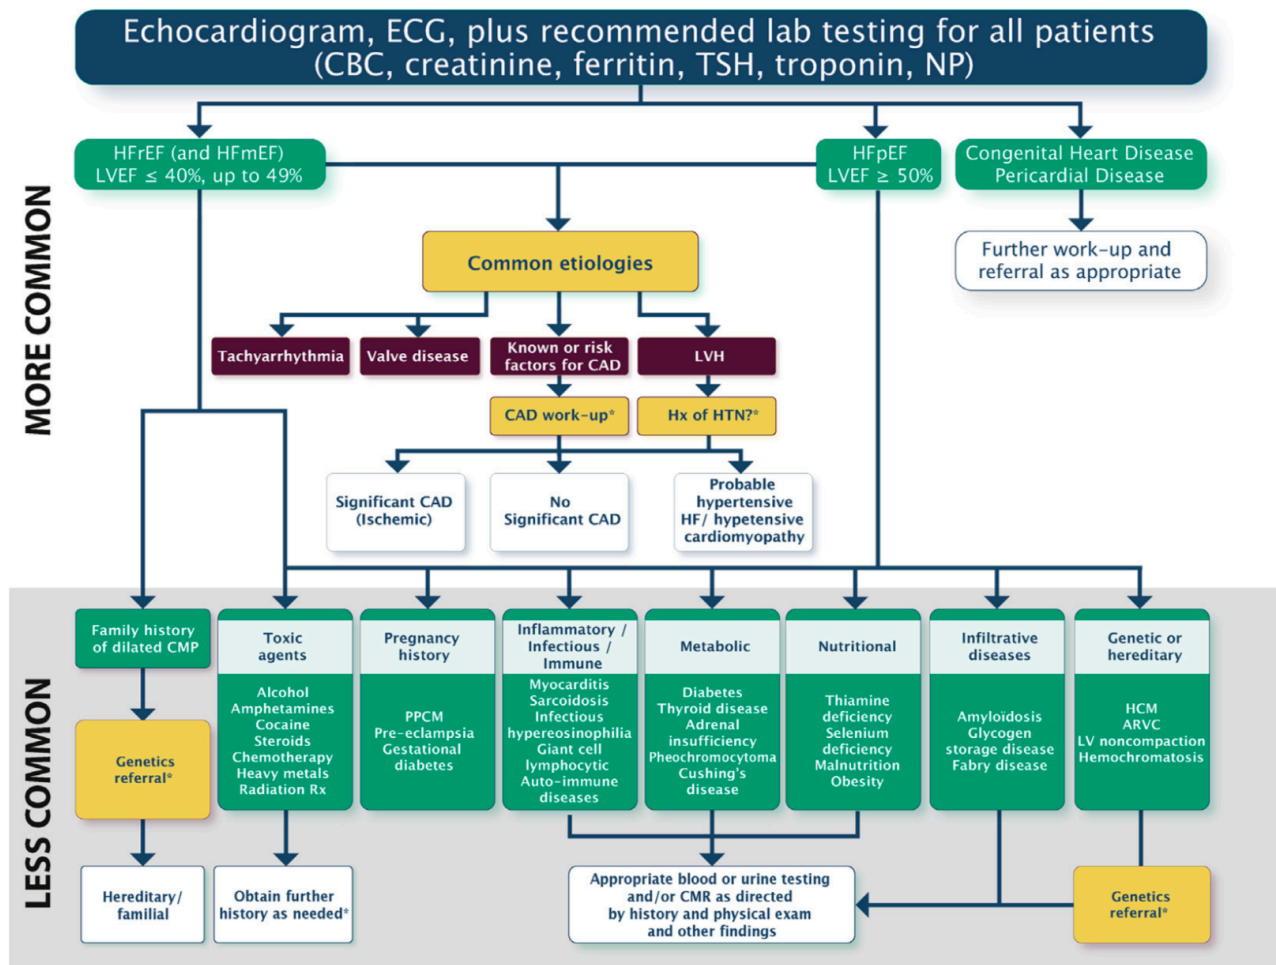 Echocardiogram, ECG, plus recommended lab testing for all patients
(CBC, creatinine, ferritin, TSH, troponin, NP)
MORE COMMON
HFrEF (and HFmEF)
LVEF ≤ 40%, up to 49%
HFpEF
LVEF ≥ 50%
Congenital Heart Disease
Pericardial Disease
Further work-up and
referral as appropriate
Common etiologies
Tachyarrhythmia
Valve disease
Known or risk
factors for CAD
LVH
CAD work-up*
Hx of HTN?*
Significant CAD
(Ischemic)
No
Significant CAD
Probable
hypertensive
HF/ hypetensive
cardiomyopathy
LESS COMMON
Family history
of dilated CMP
Genetics
referral*
Hereditary/
familial
Toxic
agents
Alcohol
Amphetamines
Cocaine
Steroids
Chemotherapy
Heavy metals
Radiation Rx
Obtain further
history as needed*
Pregnancy
history
PPCM
Pre-eclampsia
Gestational
diabetes
Inflammatory /
Infectious /
Immune
Myocarditis
Sarcoidosis
Infectious
hypereosinophilia
Giant cell
lymphocytic
Auto-immune
diseases
Metabolic
Diabetes
Thyroid disease
Adrenal
insufficiency
Pheochromocytoma
Cushing's
disease
Nutritional
Thiamine
deficiency
Selenium
deficiency
Malnutrition
Obesity
Infiltrative
diseases
Amyloïdosis
Glycogen
storage disease
Fabry disease
Genetic or
hereditary
HCM
ARVC
LV noncompaction
Hemochromatosis
Appropriate blood or urine testing
and/or CMR as directed
by history and physical exam
and other findings
Genetics
referral*